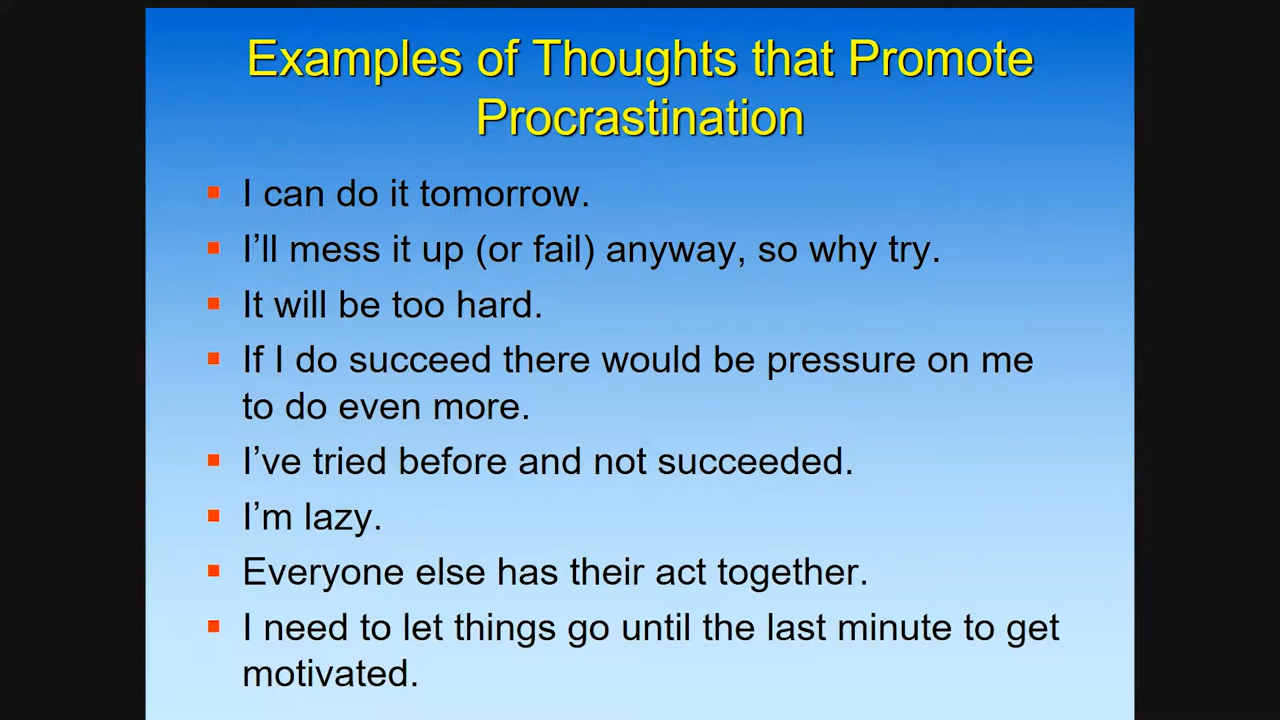 Examples of Thoughts that Promote
Procrastination
▪ I can do it tomorrow.
▪ I’ll mess it up (or fail) anyway, so why try.
▪ It will be too hard.
▪ If I do succeed there would be pressure on me
to do even more.
▪ I’ve tried before and not succeeded.
▪ I’m lazy.
▪ Everyone else has their act together.
▪ I need to let things go until the last minute to get
motivated.